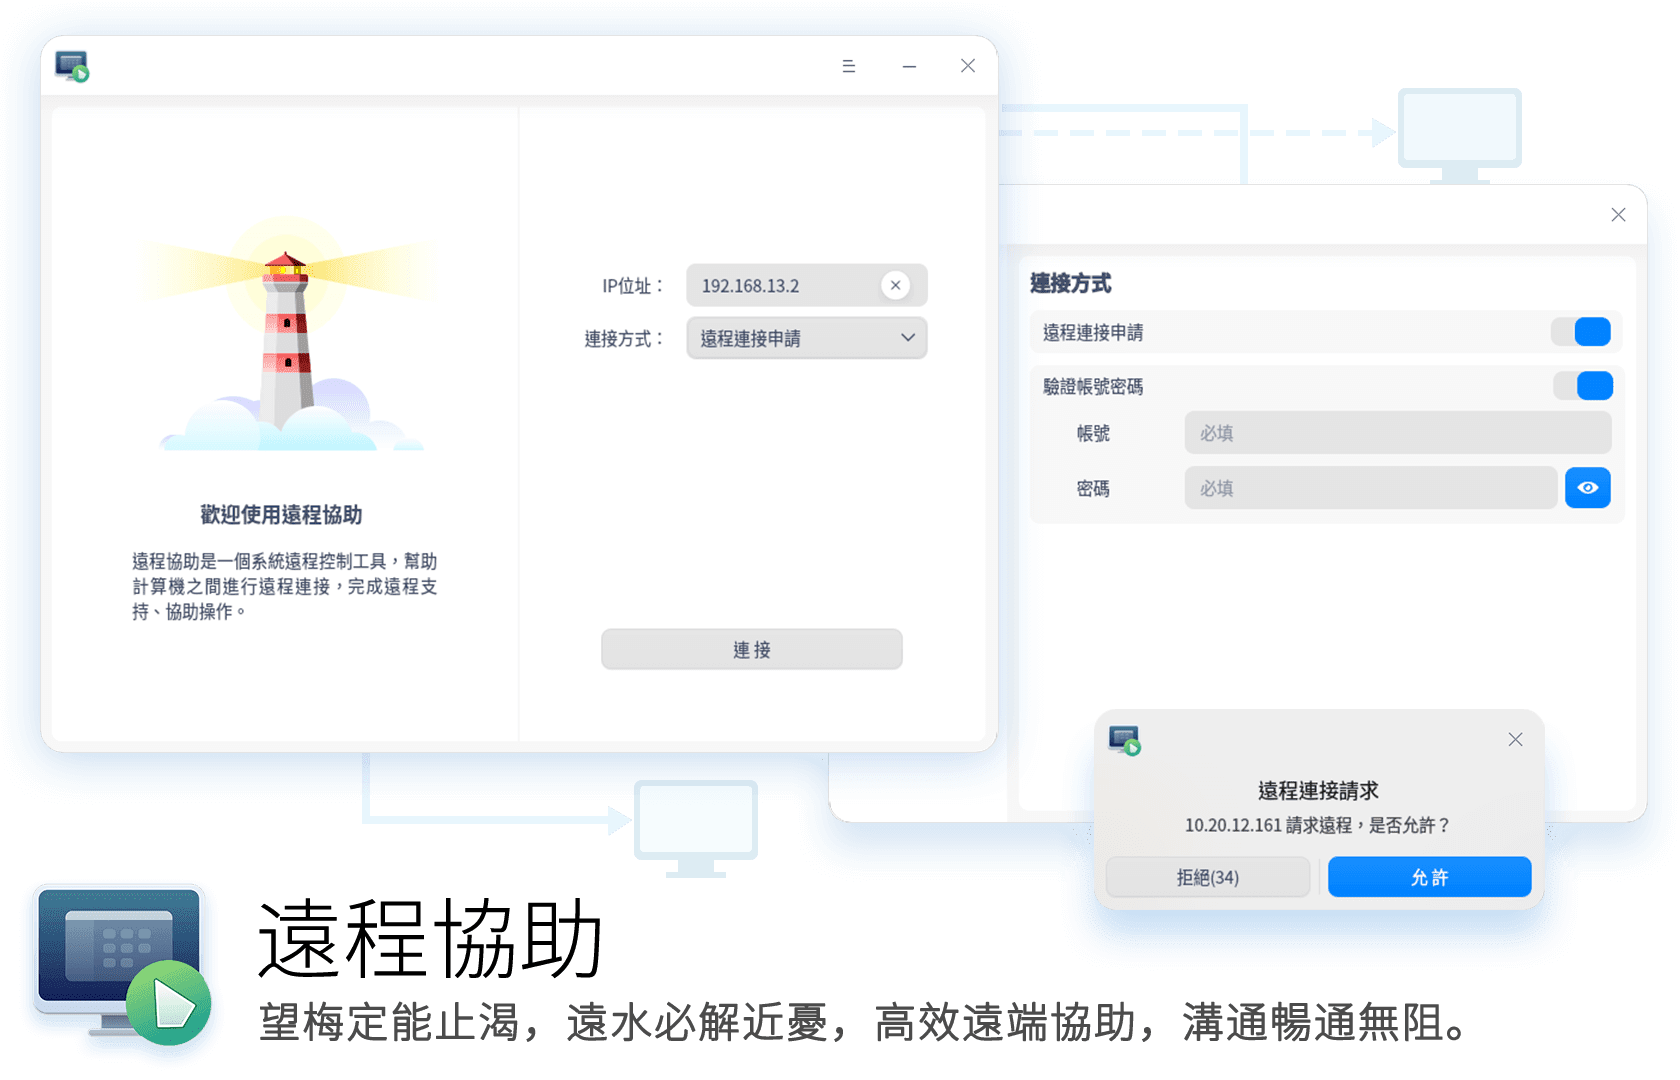 IP位址：
192.168.13.2
連接方式：
遠程連接申請
歡迎使用遠程協助
遠程協助是一個系統遠程控制工具，幫助
計算機之間進行遠程連接，完成遠程支
持、協助操作。
連接
連接方式
遠程連接申請
驗證帳號密碼
帳號
必填
密碼
必填
遠程連接請求
10.20.12.161 請求遠程，是否允許？
拒絕(34)
允許
遠程協助
望梅定能止渴，遠水必解近憂，高效遠端協助，溝通暢通無阻。